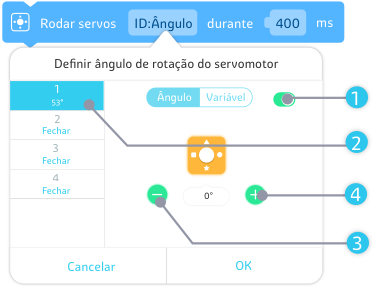 Rodar servos ID:Ângulo durante 400 ms
Definir ângulo de rotação do servomotor
1
53°
Ângulo Variável
1
2
Fechar
2
3
Fechar
4
Fechar
0°
4
3
Cancelar OK